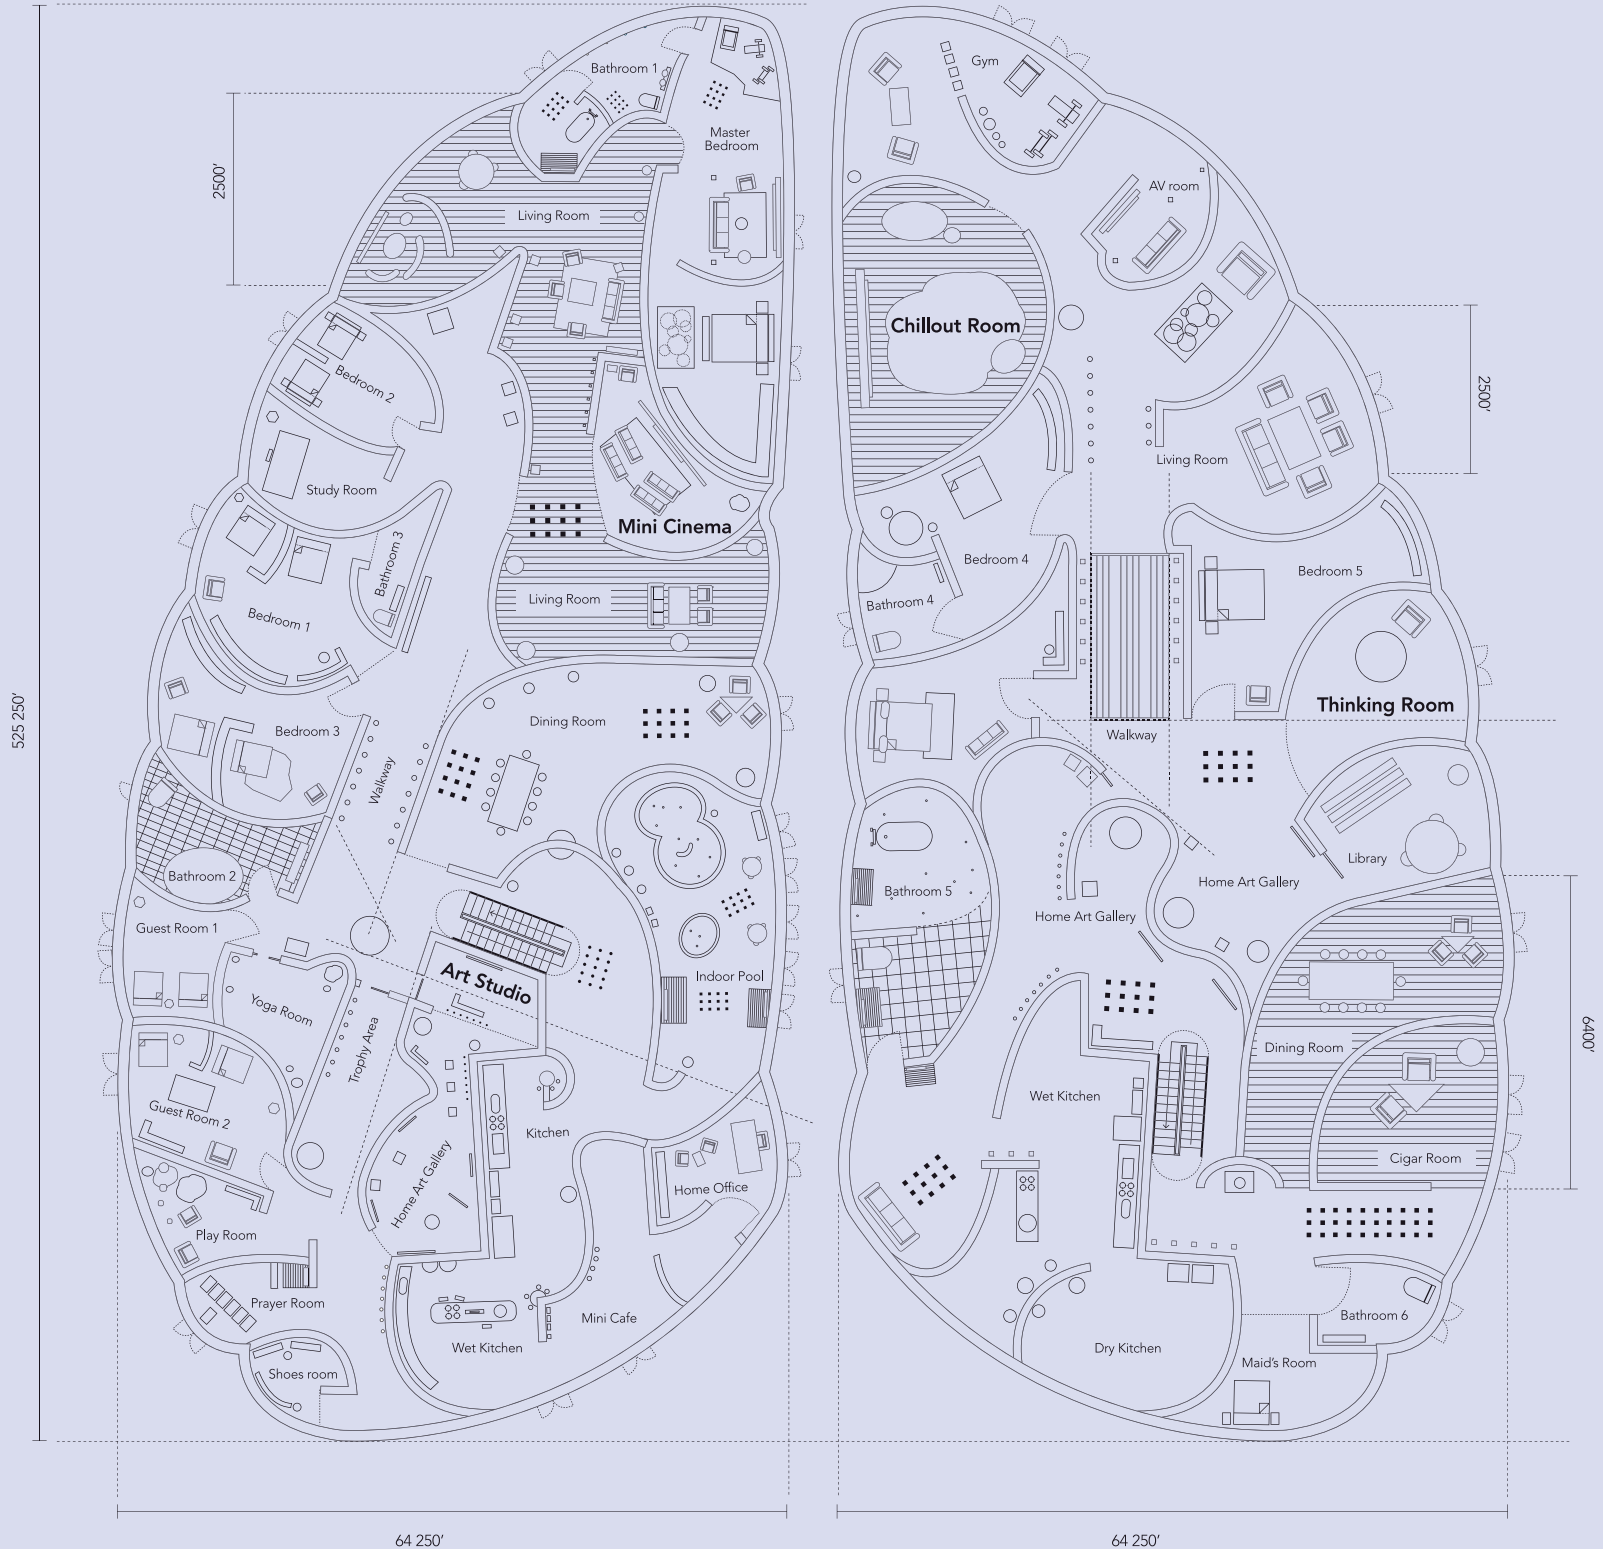 Bathroom 1
Master
Bedroom
2500’
Living Room
Bedroom 2
Study Room
Mini Cinema
Bathroom 3
Living Room
Bedroom 1
525 250’
Dining Room
Bedroom 3
Walkway
Bathroom 2
Guest Room 1
Art Studio
Indoor Pool
Yoga Room
Trophy Area
Guest Room 2
Kitchen
Home Art Gallery
Home Office
Play Room
Prayer Room
Mini Cafe
Wet Kitchen
Shoes room
64 250’
Gym
AV room
Chillout Room
2500’
Living Room
Bedroom 4
Bedroom 5
Bathroom 4
Thinking Room
Walkway
Library
Home Art Gallery
Bathroom 5
Home Art Gallery
6400’
Dining Room
Wet Kitchen
Cigar Room
Bathroom 6
Dry Kitchen
Maid’s Room
64 250’